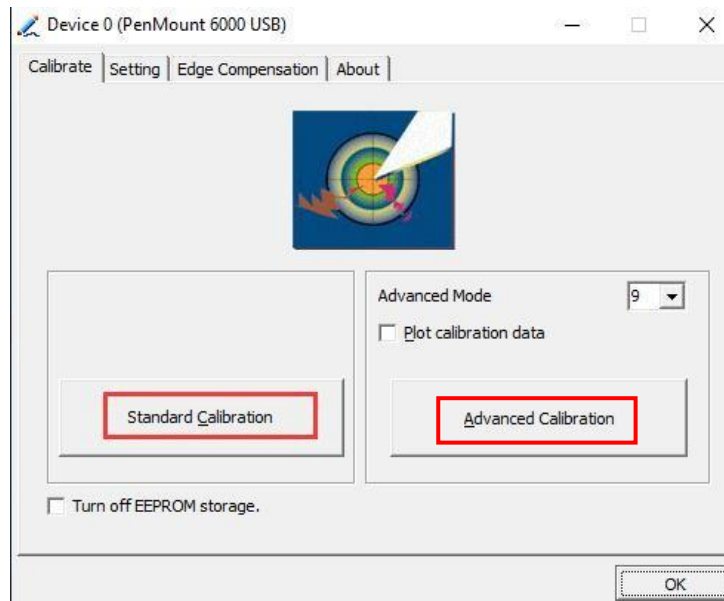 Device 0 (PenMount 6000 USB)
Calibrate Setting Edge Compensation About
Advanced Mode 9
Plot calibration data
Standard Calibration
Advanced Calibration
Turn off EEPROM storage.
OK